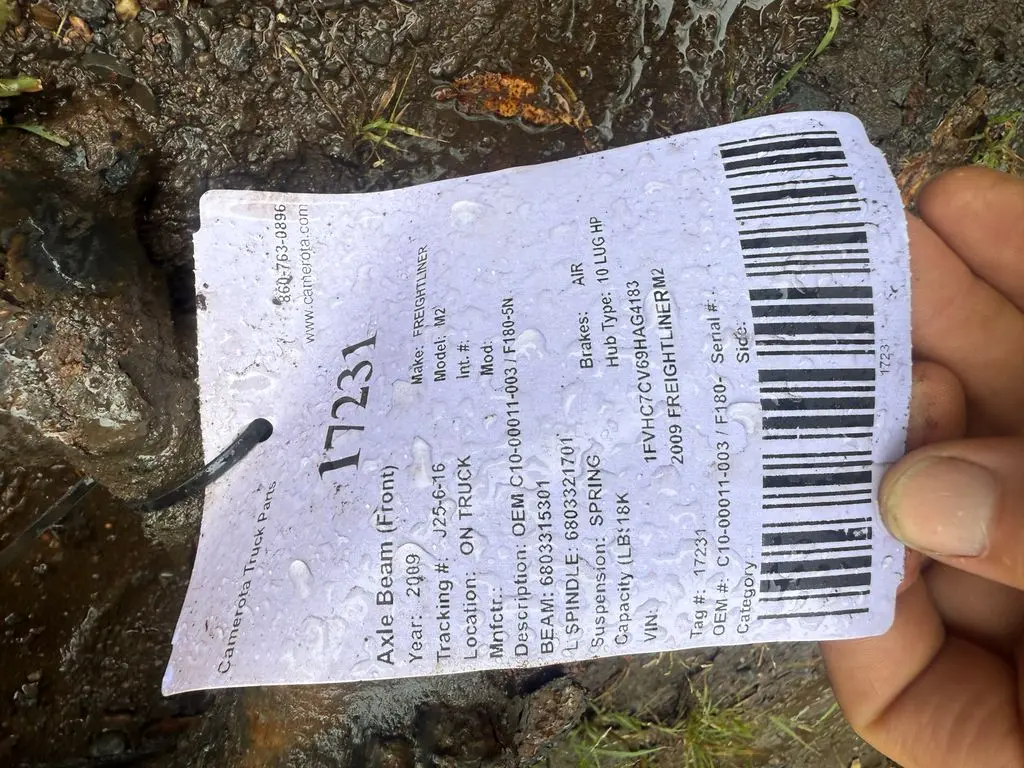 Camerota Truck Parts
860-763-0896
www.camerota.com
17231
Axle Beam (Front)
Make: FREIGHTLINER
Year: 2009 Model: M2
Tracking #: J25-6-16 Int. #:
Location: ON TRUCK Mod:
Mnfctr.:
Description: OEM C10-00011-003 / F180-5N
BEAM: 6803315301
L SPINDLE: 6803321701 Brakes: AIR
Suspension: SPRING Hub Type: 10 LUG HP
Capacity (LB: 18K
VIN: 1FVHC7CV69HAG4183
2009 FREIGHTLINER M2
Tag #: 17231
OEM #: C10-00011-003 / F180- Serial #:
Category: Side:
17231